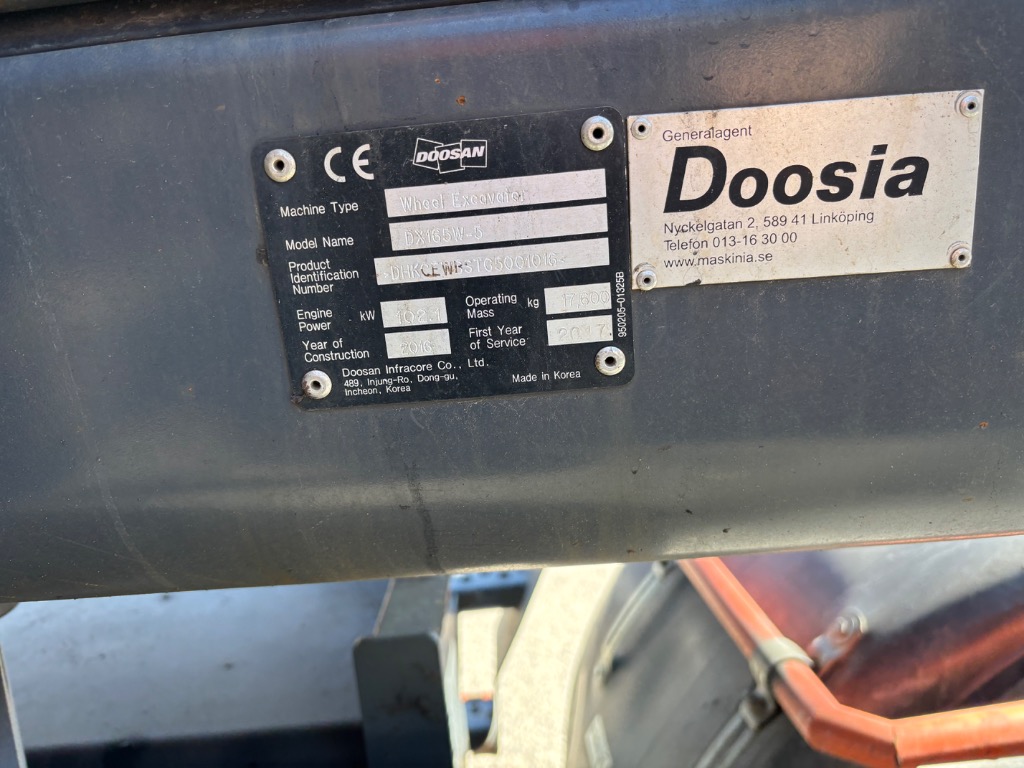 CE
DOOSAN
Machine Type Wheel Excavator
Model Name DX165W-5
Product
Identification
Number
Engine
Power kW
Operating
Mass kg 17,600
Year of
Construction 2016
First Year
of Service 2017
Doosan Infracore Co., Ltd.
489, Injung-Ro, Dong-gu,
Incheon, Korea
Made in Korea
950205-01325B
Generalagent
Doosia
Nyckelgatan 2, 589 41 Linköping
Telefon 013-16 30 00
www.maskinia.se